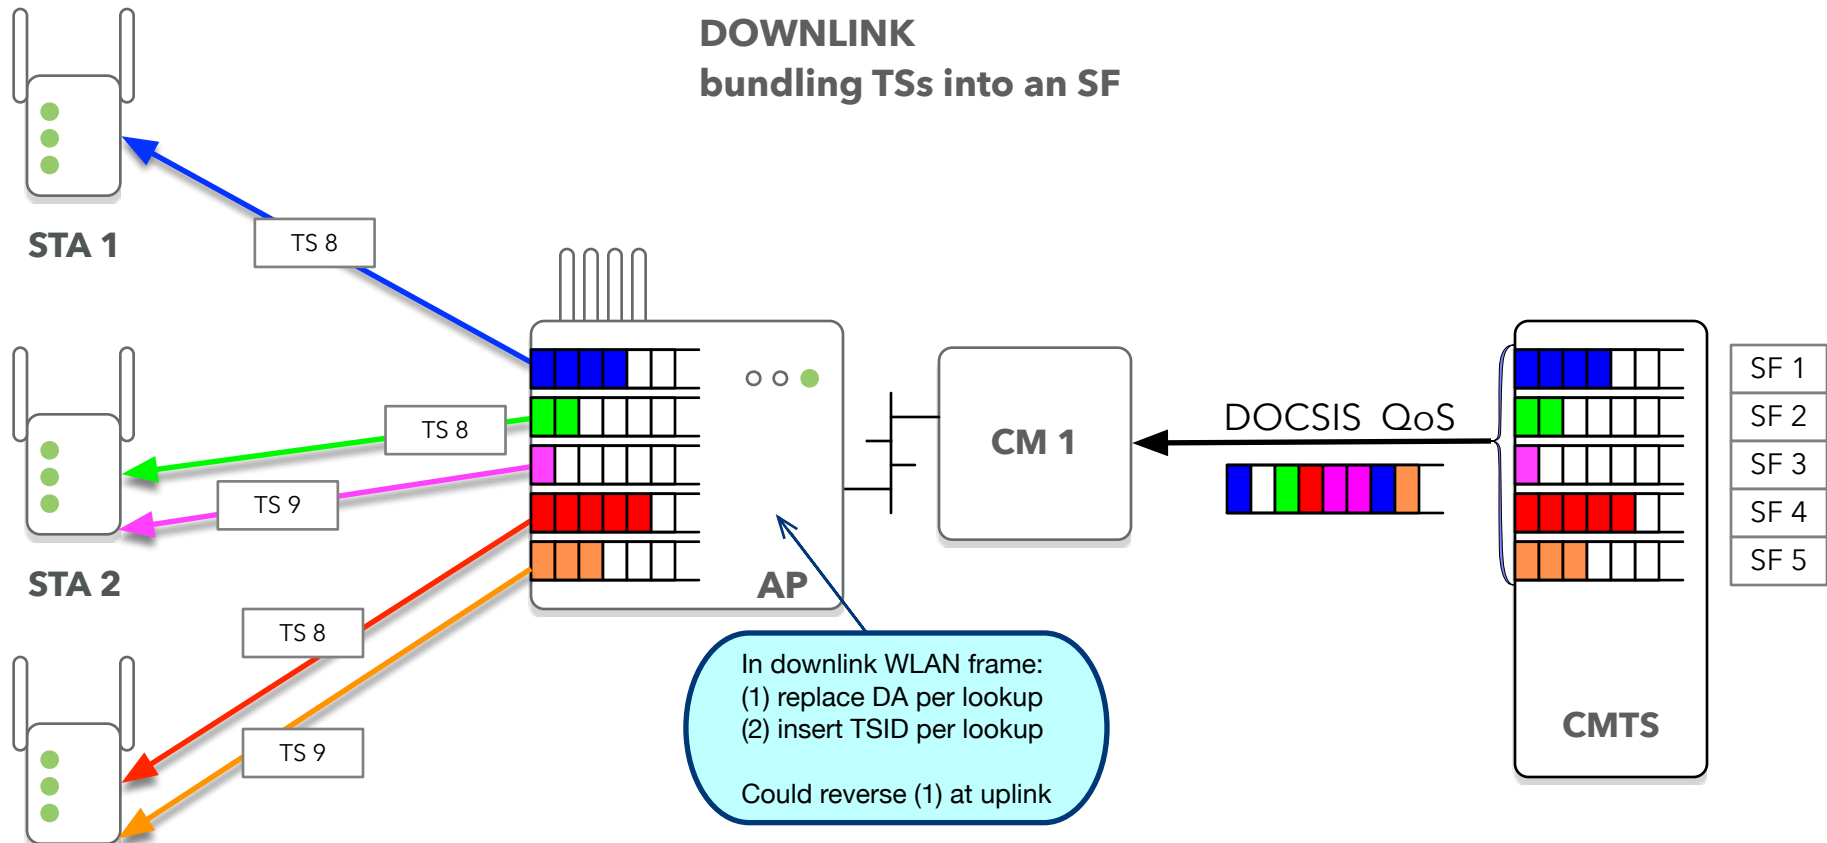 DOWNLINK
bundling TSs into an SF
STA 1
TS 8
STA 2
TS 8
TS 9
TS 8
TS 9
AP
CM 1
DOCSIS QoS
SF 1
SF 2
SF 3
SF 4
SF 5
CMTS
In downlink WLAN frame:
(1) replace DA per lookup
(2) insert TSID per lookup
Could reverse (1) at uplink